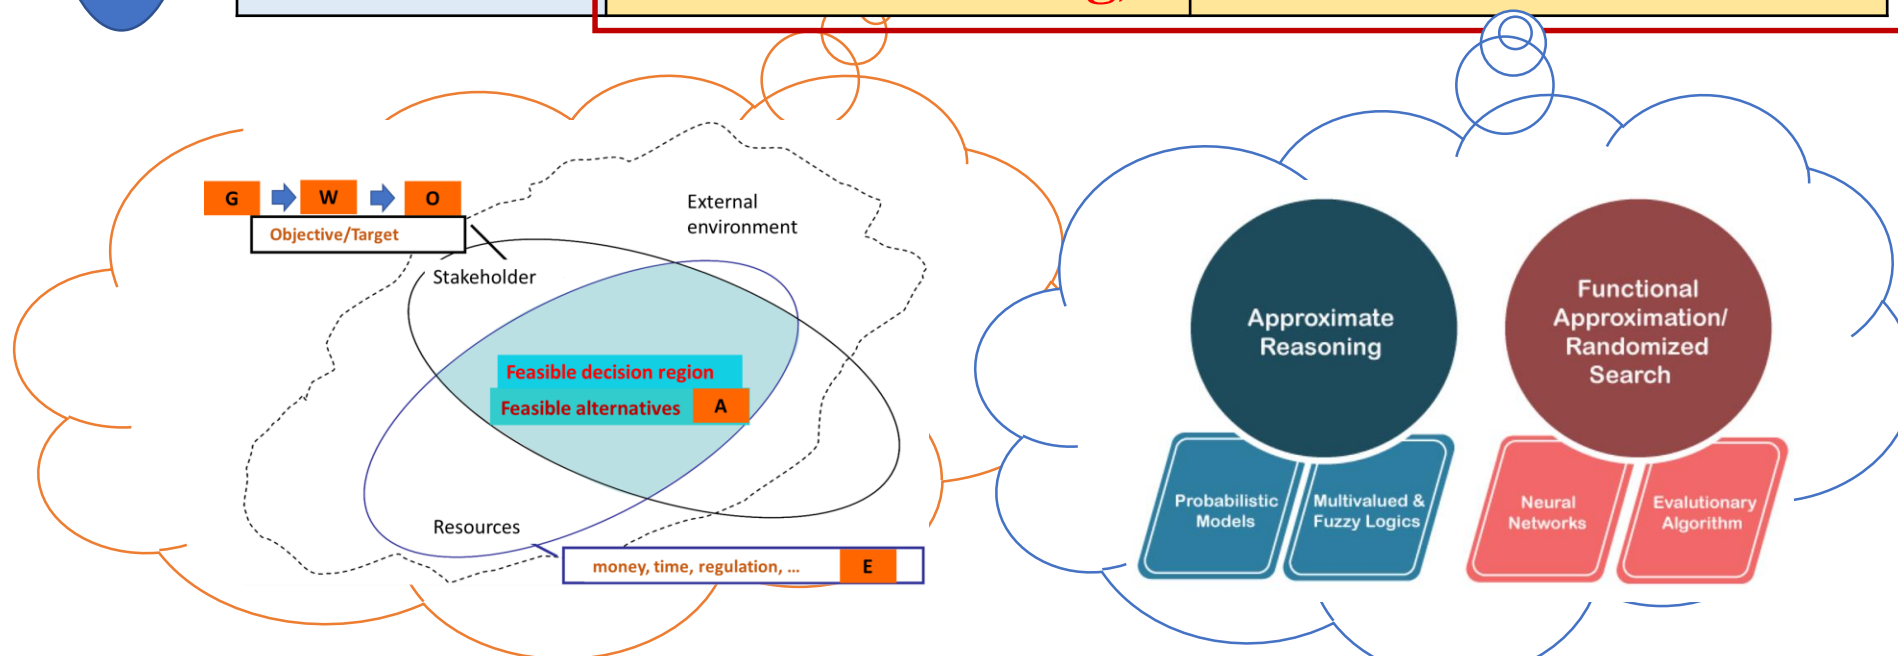 G
W
O
Objective/Target
External
environment
Stakeholder
Feasible decision region
Feasible alternatives
A
Resources
money, time, regulation, ...
E
Approximate
Reasoning
Functional
Approximation/
Randomized
Search
Probabilistic
Models
Multivalued &
Fuzzy Logics
Neural
Networks
Evalutionary
Algorithm